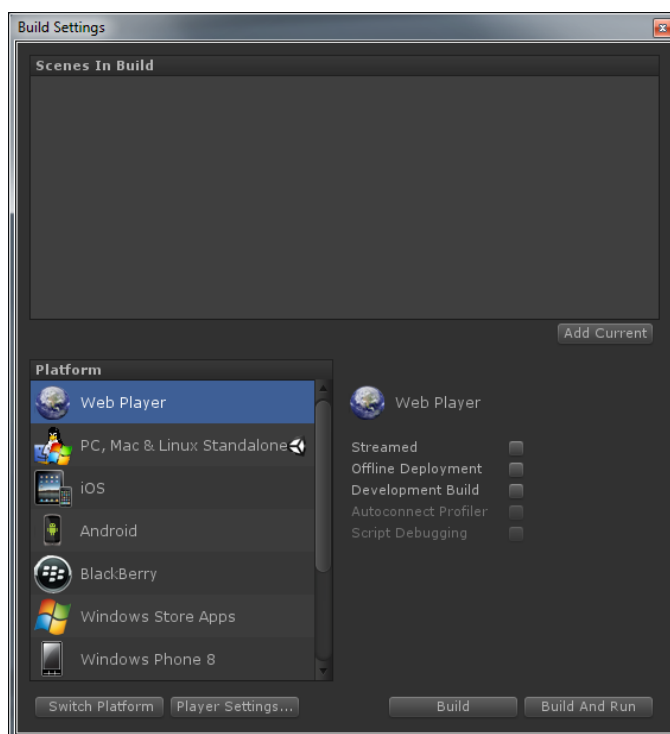 Build Settings
Scenes In Build
Add Current
Platform
Web Player
PC, Mac & Linux Standalone
iOS
Android
BlackBerry
Windows Store Apps
Windows Phone 8
Web Player
Streamed
Offline Deployment
Development Build
Autoconnect Profiler
Script Debugging
Switch Platform Player Settings... Build Build And Run